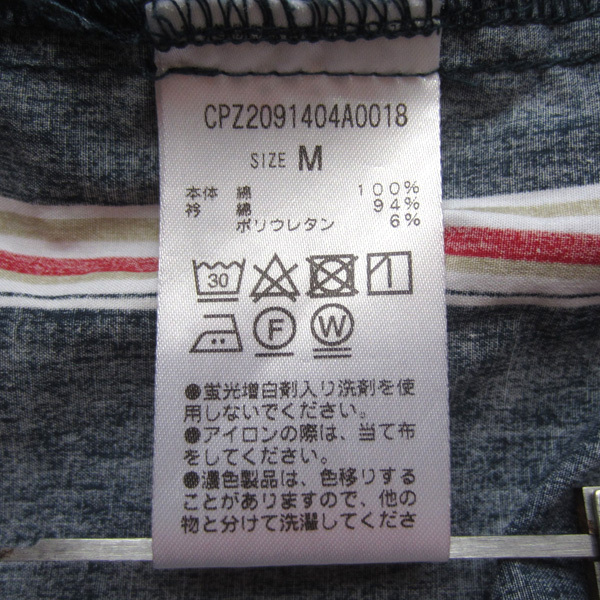 CPZ2091404A0018
SIZE M
本体 綿 100%
衿 綿 94%
ポリウレタン 6%
30
F W
●蛍光増白剤入り洗剤を使
用しないでください。
●アイロンの際は、当て布
をしてください。
●濃色製品は、色移りする
ことがありますので、他の
物と分けて洗濯してくださ